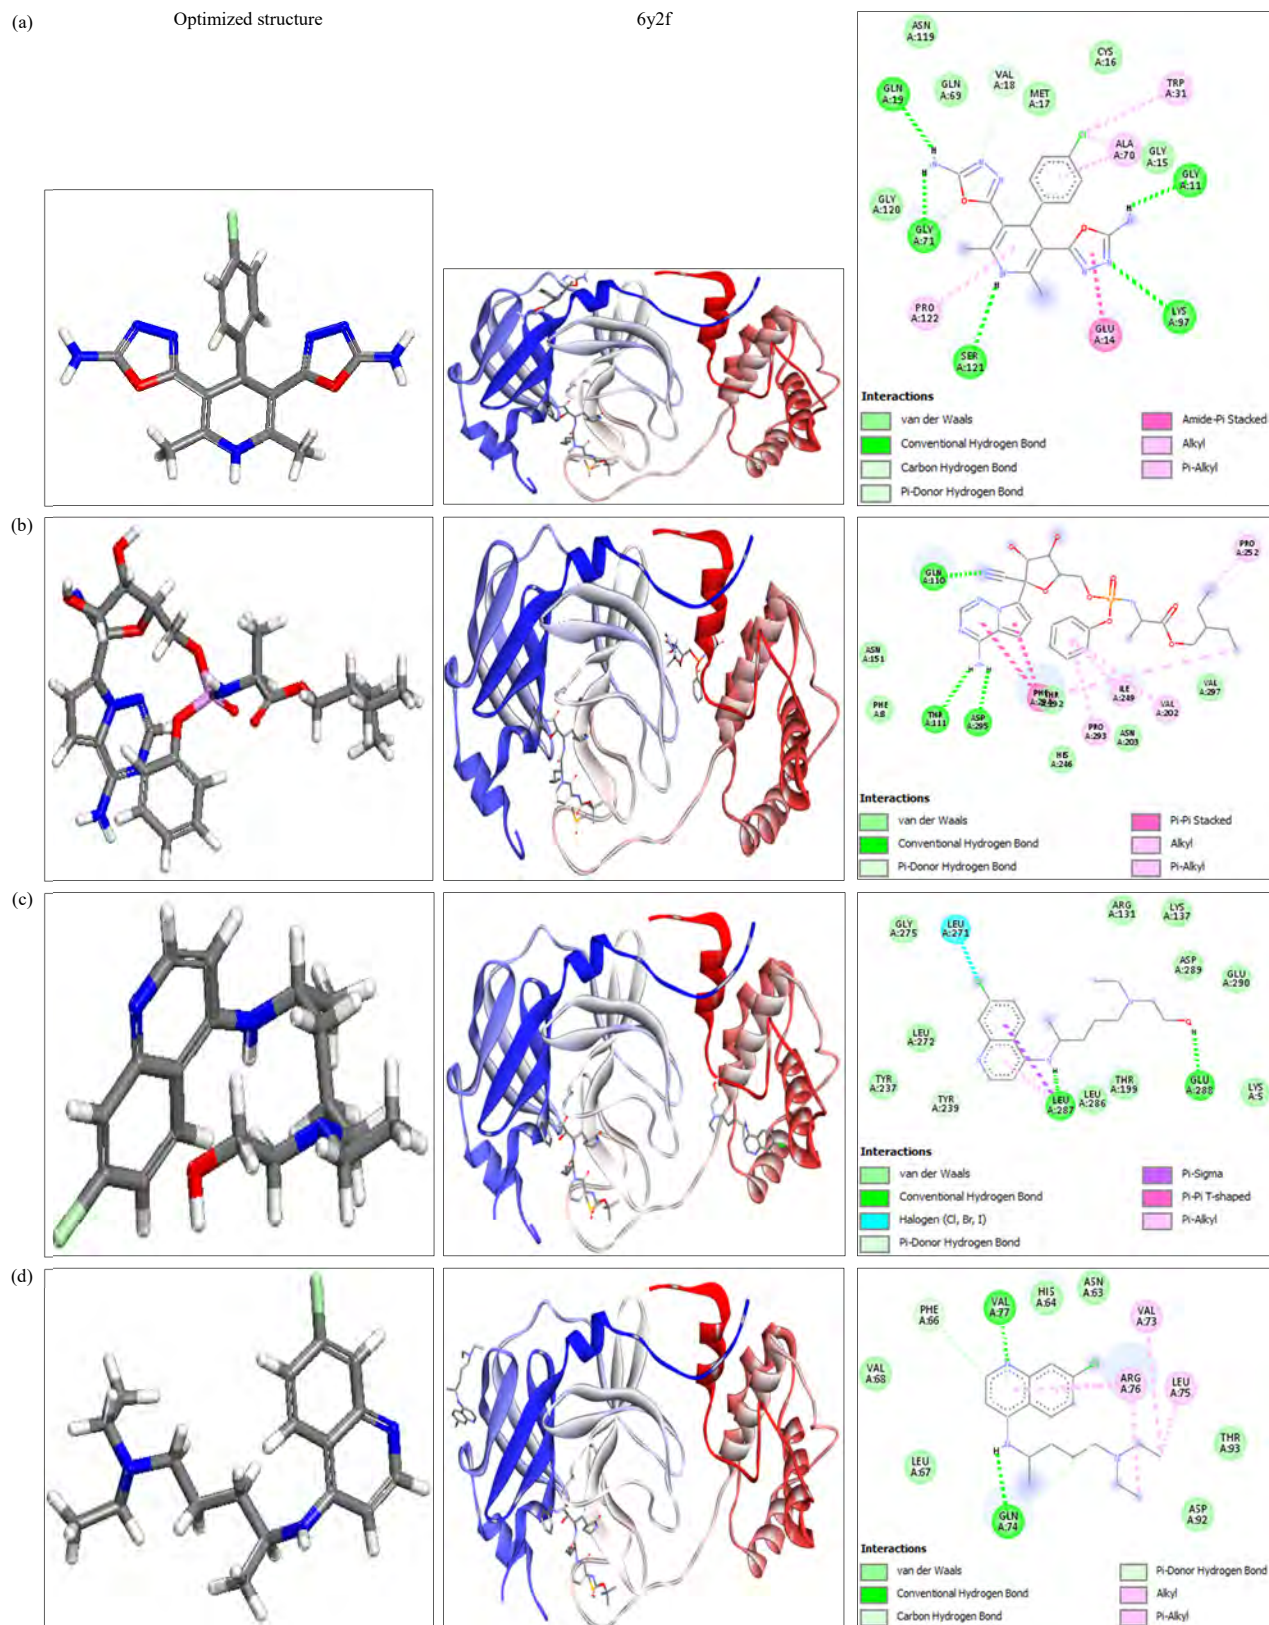 (a)
Optimized structure
6y2f
ASN
A:119
CYS
A:16
GLN
A:19
GLN
A:69
VAL
A:18
MET
A:17
TRP
A:31
ALA
A:70
GLY
A:15
GLY
A:11
GLY
A:120
GLY
A:71
PRO
A:122
SER
A:121
GLU
A:14
LYS
A:97
Interactions
van der Waals
Conventional Hydrogen Bond
Carbon Hydrogen Bond
Pi-Donor Hydrogen Bond
Amide-Pi Stacked
Alkyl
Pi-Alkyl
(b)
GLN
A:110
PRO
A:252
ASN
A:151
PHE
A:8
THR
A:111
ASP
A:295
PHE
THR
ILE
A:249
VAL
A:202
VAL
A:297
PRO
A:293
ASN
A:203
HIS
A:246
Interactions
van der Waals
Conventional Hydrogen Bond
Pi-Donor Hydrogen Bond
Pi-Pi Stacked
Alkyl
Pi-Alkyl
(c)
GLY
A:275
LEU
A:271
ARG
A:131
LYS
A:137
ASP
A:289
GLU
A:290
LEU
A:272
TYR
A:237
TYR
A:239
LEU
A:287
LEU
A:286
THR
A:199
GLU
A:288
LYS
A:5
Interactions
van der Waals
Conventional Hydrogen Bond
Halogen (Cl, Br, I)
Pi-Donor Hydrogen Bond
Pi-Sigma
Pi-Pi T-shaped
Pi-Alkyl
(d)
PHE
A:66
VAL
A:77
HIS
A:64
ASN
A:63
VAL
A:73
VAL
A:68
ARG
A:76
LEU
A:75
LEU
A:67
THR
A:93
GLN
A:74
ASP
A:92
Interactions
van der Waals
Conventional Hydrogen Bond
Carbon Hydrogen Bond
Pi-Donor Hydrogen Bond
Alkyl
Pi-Alkyl